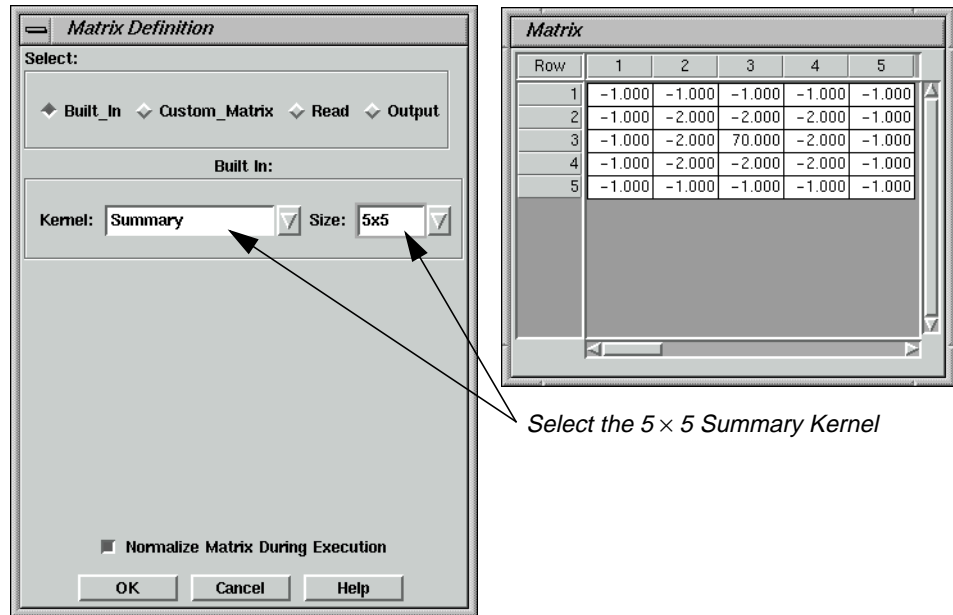 Matrix Definition
Select:
Built_In Custom_Matrix Read Output
Built In:
Kernel: Summary Size: 5x5
Normalize Matrix During Execution
OK Cancel Help
Matrix
Row 1 2 3 4 5
1 -1.000 -1.000 -1.000 -1.000 -1.000
2 -1.000 -2.000 -2.000 -2.000 -1.000
3 -1.000 -2.000 70.000 -2.000 -1.000
4 -1.000 -2.000 -2.000 -2.000 -1.000
5 -1.000 -1.000 -1.000 -1.000 -1.000
Select the 5 × 5 Summary Kernel